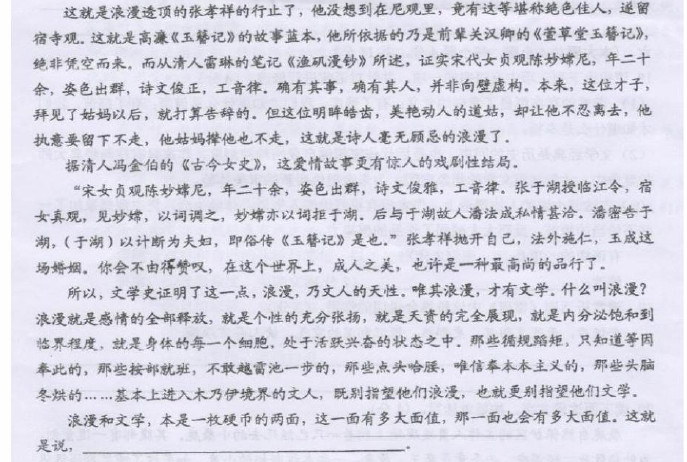 这就是浪漫透顶的张孝祥的行止了，他没想到在尼观里，竟有这等堪称绝色佳人，遂留
宿寺观。这就是高濂《玉簪记》的故事蓝本，他所依据的乃是前辈关汉卿的《萱草堂玉簪记》，
绝非凭空而来。而从清人雷琳的笔记《渔矶漫钞》所述，证实宋代女贞观陈妙嫦尼，年二十
余，姿色出群，诗文俊正，工音律。确有其事，确有其人，并非向壁虚构。本来，这位才子，
拜见了姑妈以后，就打算告辞的。但这位明眸皓齿，美艳动人的道姑，却让他不忍离去，他
执意要留下不走，他姑妈撵他也不走，这就是诗人毫无顾忌的浪漫了。
据清人冯金伯的《古今女史》，这爱情故事更有惊人的戏剧性结局。
“宋女贞观陈妙嫦尼，年二十余，姿色出群，诗文俊雅，工音律。张于湖授临江令，宿
女真观，见妙嫦，以词调之，妙嫦亦以词拒于湖。后与于湖故人潘法成私情甚洽。潘密告于
湖，（于湖）以计断为夫妇，即俗传《玉簪记》是也。”张孝祥抛开自己，法外施仁，玉成这
场婚姻。你会不由得赞叹，在这个世界上，成人之美，也许是一种最高尚的品行了。
所以，文学史证明了这一点，浪漫，乃文人的天性。唯其浪漫，才有文学。什么叫浪漫？
浪漫就是感情的全部释放，就是个性的充分张扬，就是天资的完全展现，就是内分泌饱和到
临界程度，就是身体的每一个细胞。处于活跃兴奋的状态之中。那些循规蹈矩，只知道等因
奉此的，那些按部就班，不敢越雷池一步的，那些点头哈腰，唯信奉本本主义的，那些头脑
冬烘的……基本上进入木乃伊境界的文人，既别指望他们浪漫，也就更别指望他们文学。
浪漫和文学，本是一枚硬币的两面，这一面有多大面值，那一面也会有多大面值。这就
是说，。